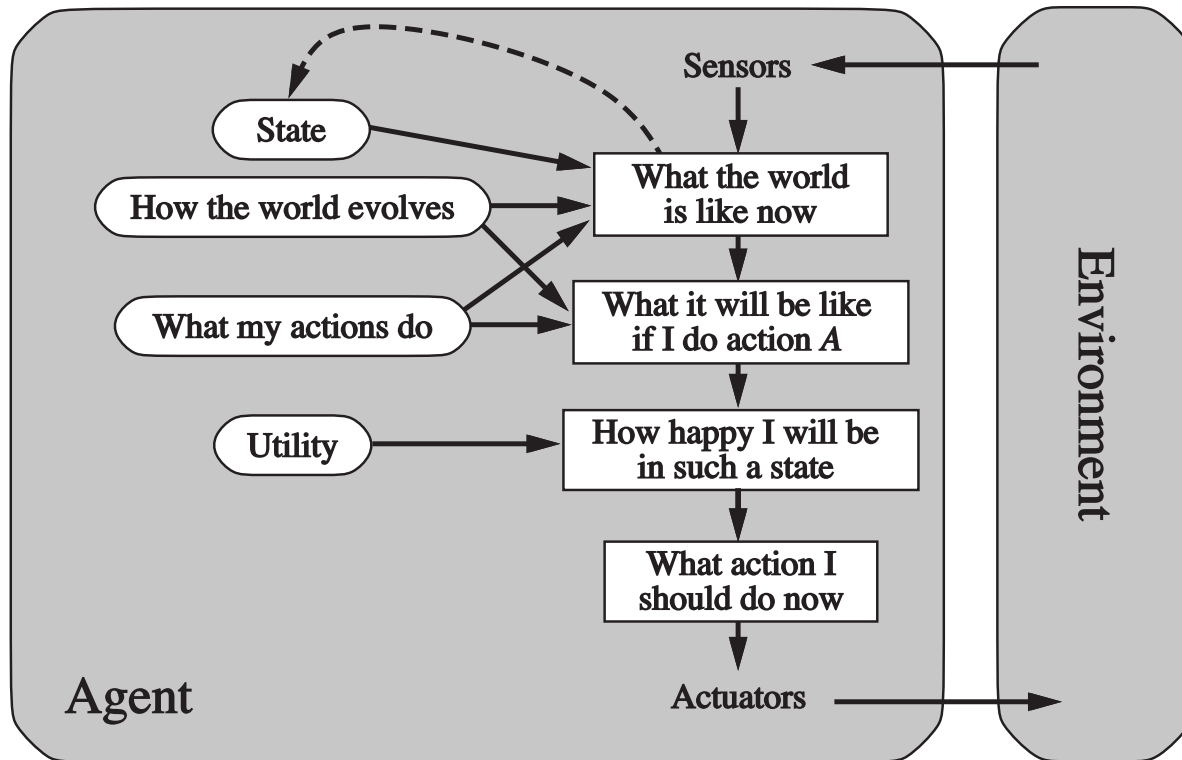 Sensors
State
What the world
is like now
How the world evolves
What it will be like
if I do action A
What my actions do
How happy I will be
in such a state
Utility
What action I
should do now
Agent
Actuators
Environment